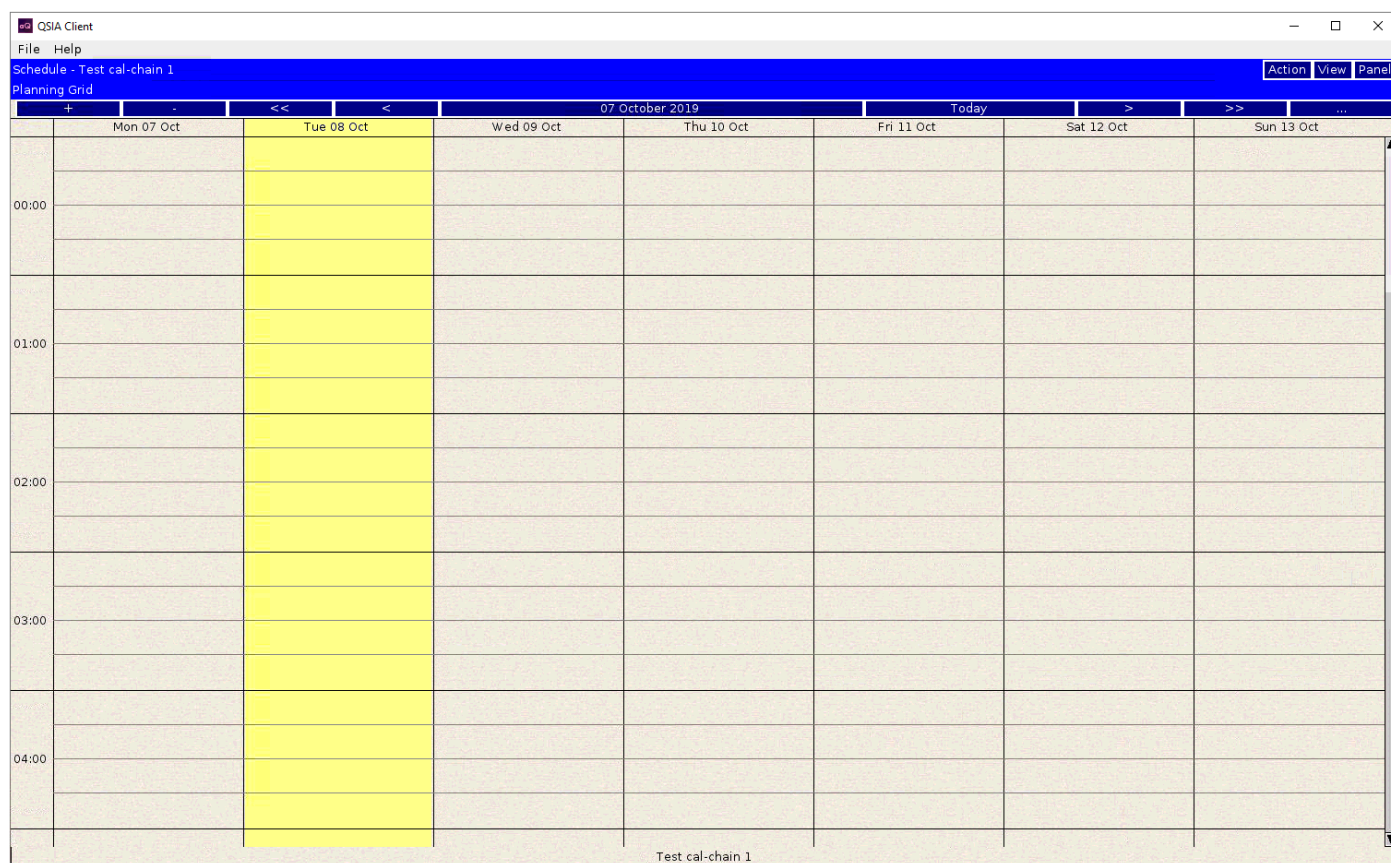 QSIA Client
File Help
Schedule - Test cal-chain 1 Action View Panel
Planning Grid
+ - << < 07 October 2019 Today > >> ...
Mon 07 Oct Tue 08 Oct Wed 09 Oct Thu 10 Oct Fri 11 Oct Sat 12 Oct Sun 13 Oct
00:00
01:00
02:00
03:00
04:00
Test cal-chain 1